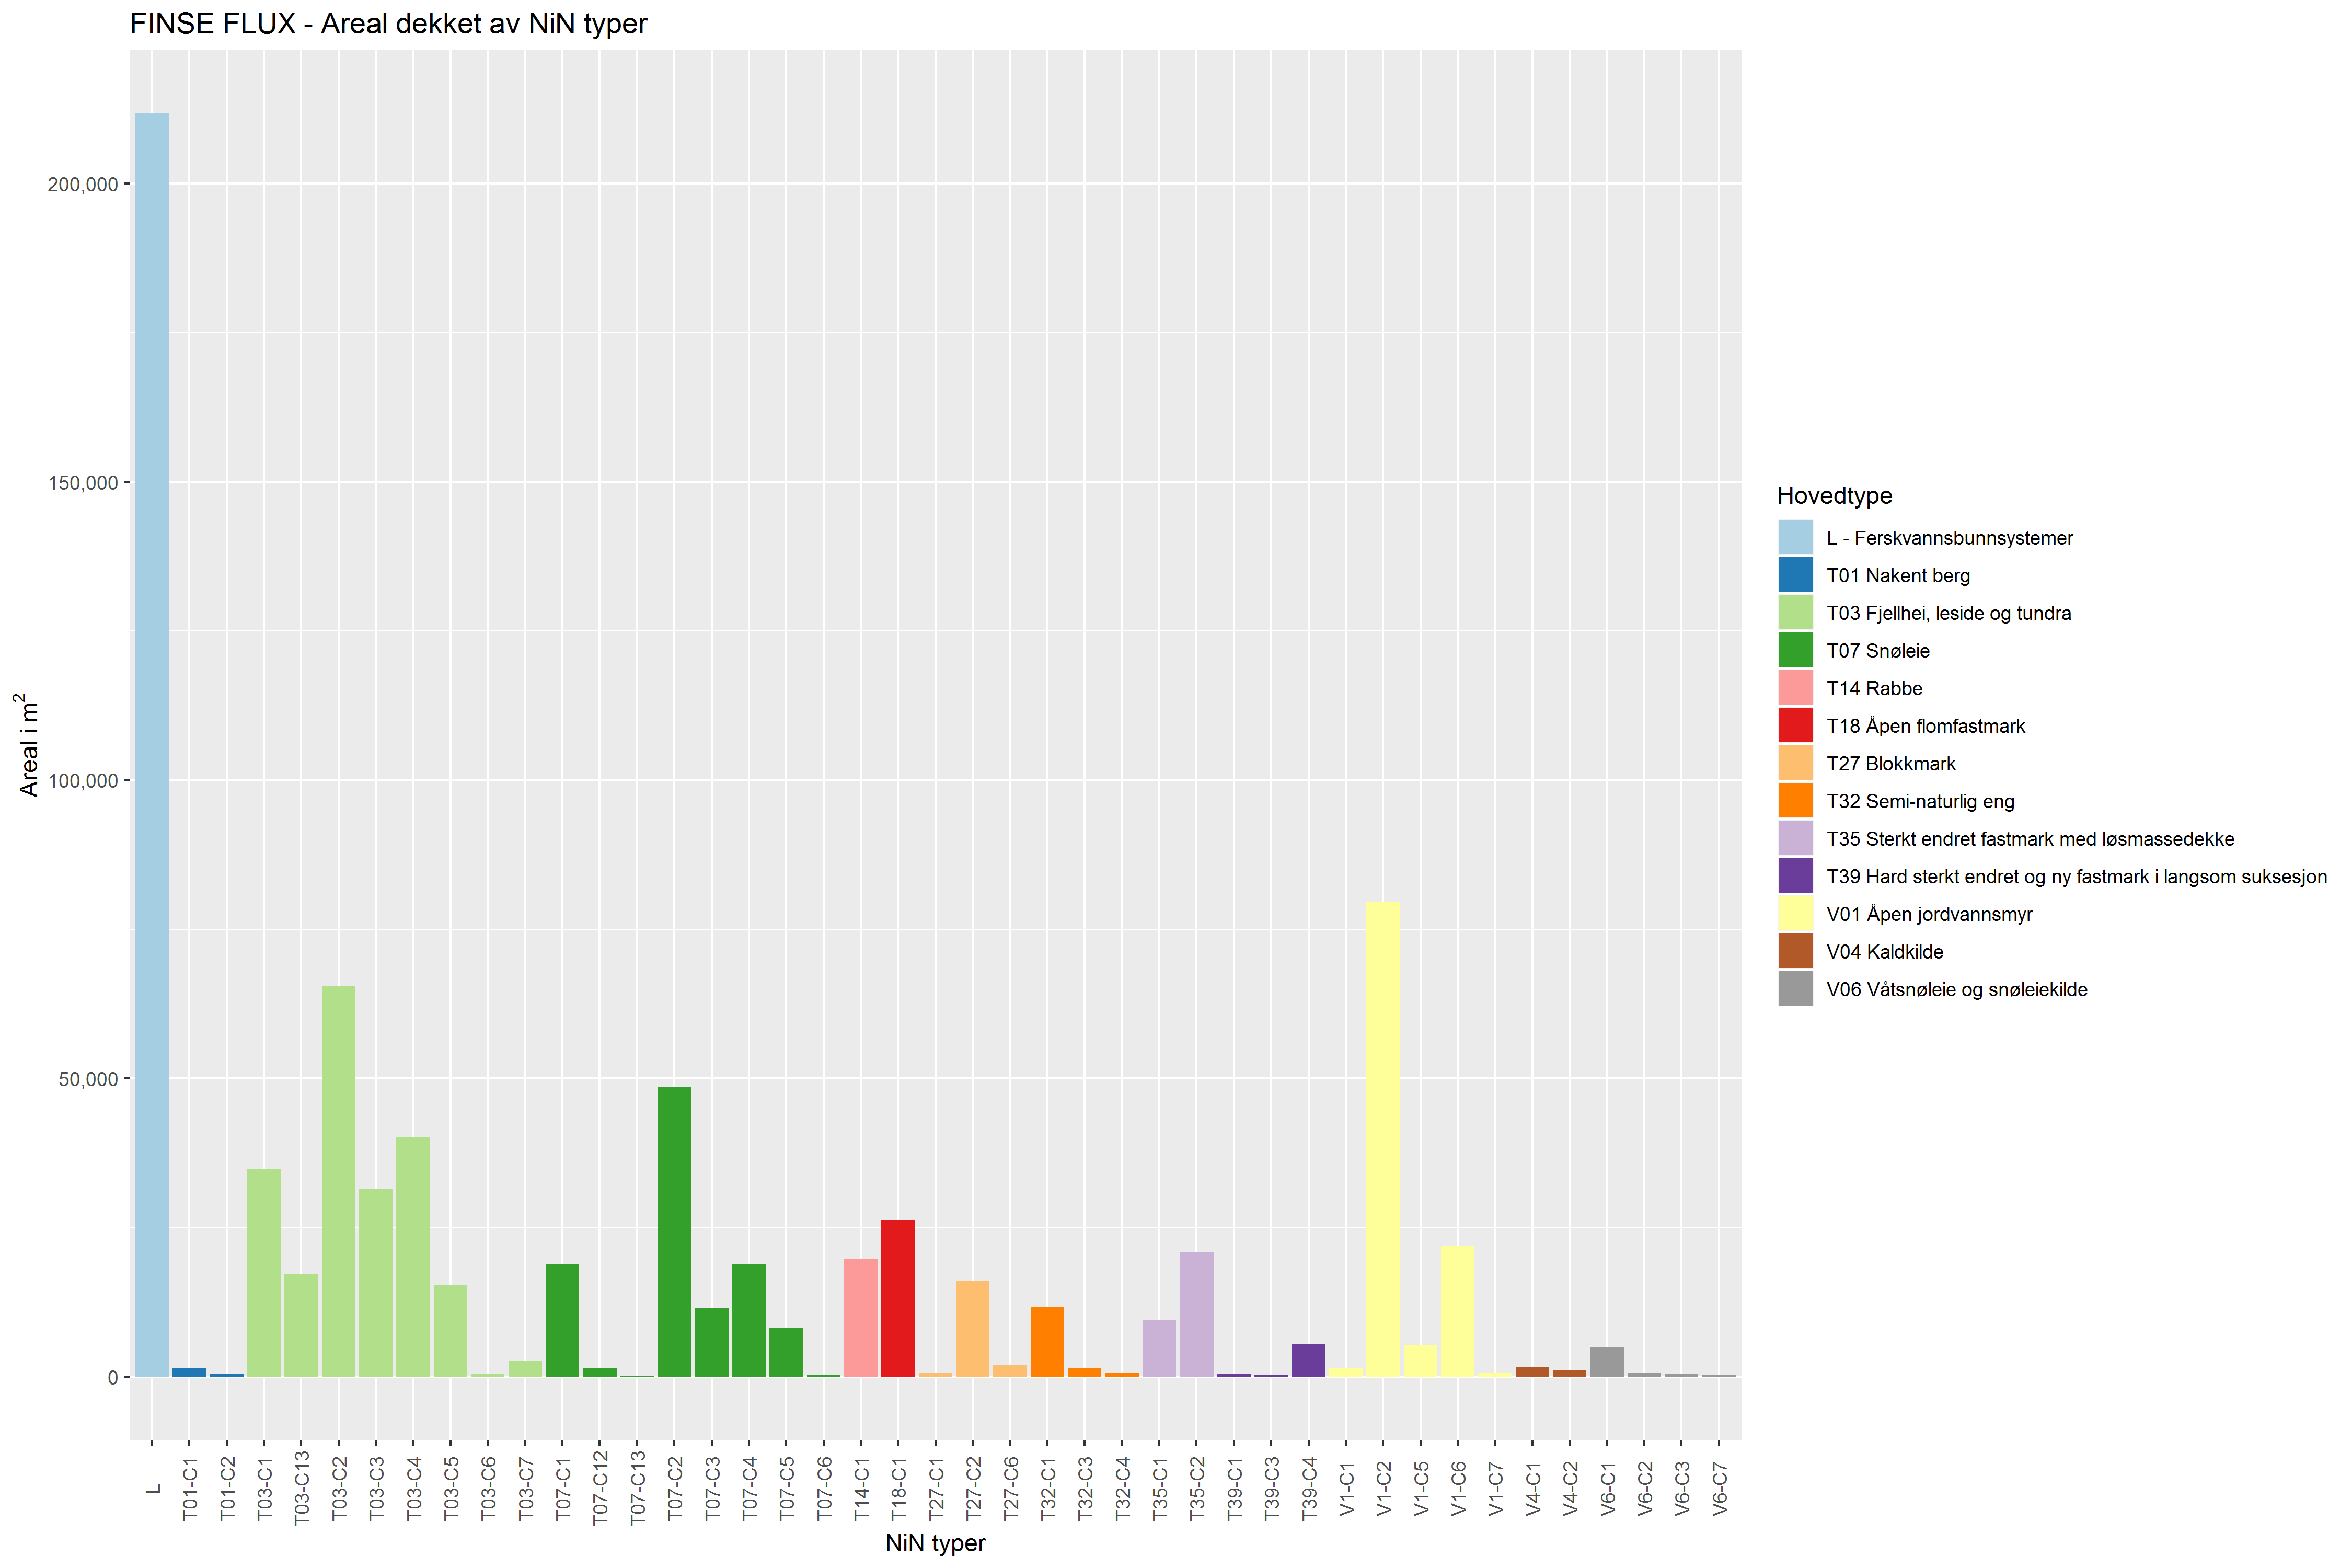 FINSE FLUX - Areal dekket av NiN typer
Areal i m²
200,000
150,000
100,000
50,000
0
L
T01-C1
T01-C2
T03-C1
T03-C13
T03-C2
T03-C3
T03-C4
T03-C5
T03-C6
T03-C7
T07-C1
T07-C12
T07-C13
T07-C2
T07-C3
T07-C4
T07-C5
T07-C6
T14-C1
T18-C1
T27-C1
T27-C2
T27-C6
T32-C1
T32-C3
T32-C4
T35-C1
T35-C2
T39-C1
T39-C3
T39-C4
V1-C1
V1-C2
V1-C5
V1-C6
V1-C7
V4-C1
V4-C2
V6-C1
V6-C2
V6-C3
V6-C7
NiN typer
Hovedtype
L - Ferskvannsbunnsystemer
T01 Nakent berg
T03 Fjellhei, leside og tundra
T07 Snøleie
T14 Rabbe
T18 Åpen flomfastmark
T27 Blokkmark
T32 Semi-naturlig eng
T35 Sterkt endret fastmark med løsmassedekke
T39 Hard sterkt endret og ny fastmark i langsom suksesjon
V01 Åpen jordvannsmyr
V04 Kaldkilde
V06 Våtsnøleie og snøleiekilde